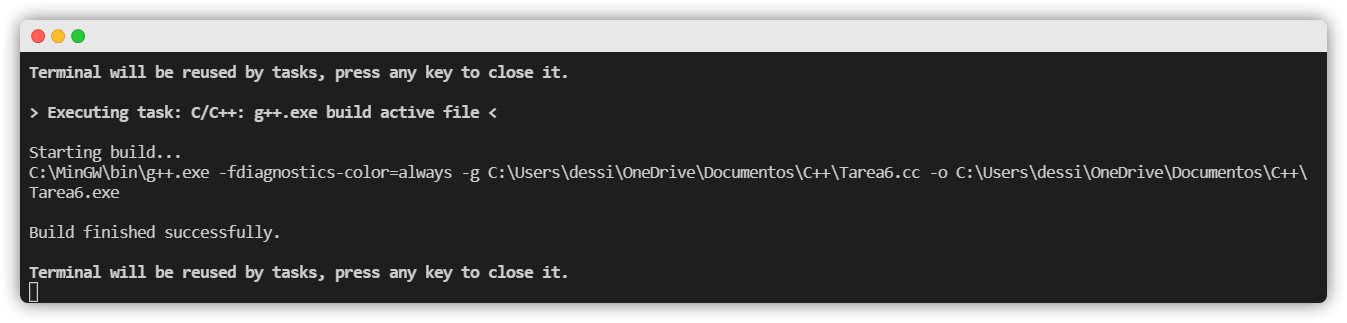 Terminal will be reused by tasks, press any key to close it.
> Executing task: C/C++: g++.exe build active file <
Starting build...
C:\MinGW\bin\g++.exe -fdiagnostics-color=always -g C:\Users\dessi\OneDrive\Documentos\C++\Tarea6.cc -o C:\Users\dessi\OneDrive\Documentos\C++\
Tarea6.exe
Build finished successfully.
Terminal will be reused by tasks, press any key to close it.